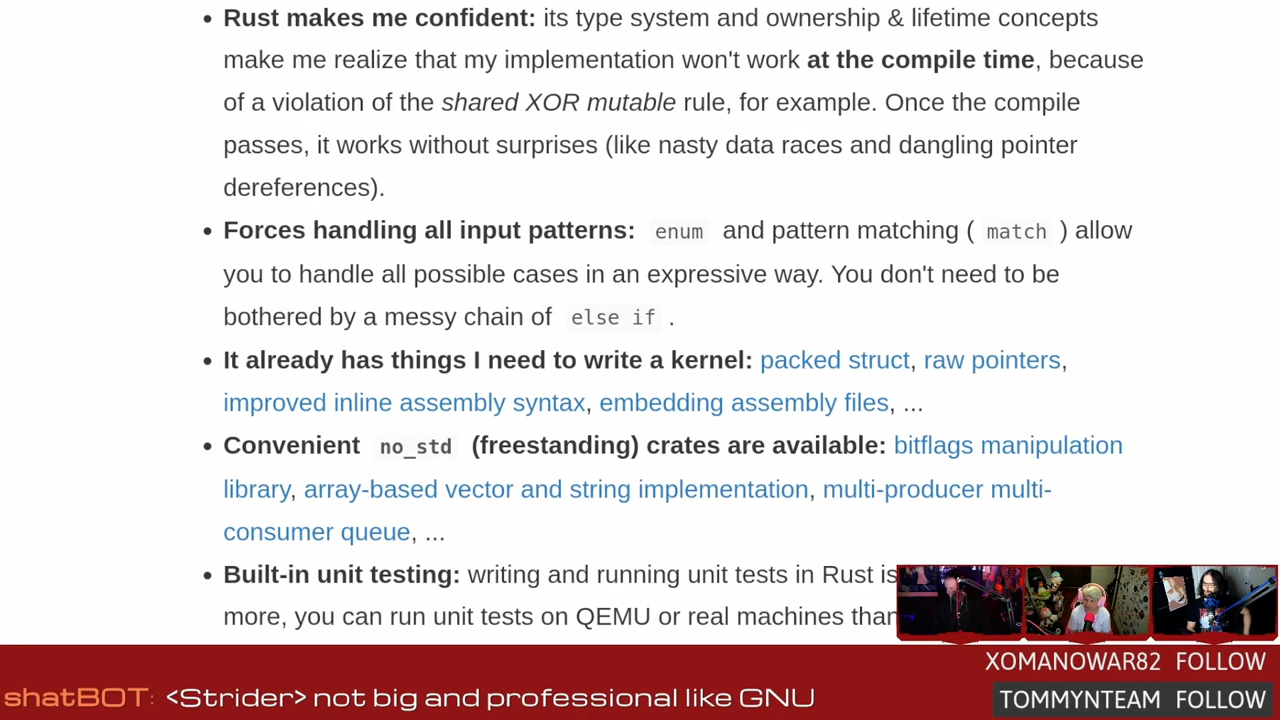 • Rust makes me confident: its type system and ownership & lifetime concepts
make me realize that my implementation won't work at the compile time, because
of a violation of the shared XOR mutable rule, for example. Once the compile
passes, it works without surprises (like nasty data races and dangling pointer
dereferences).
• Forces handling all input patterns: enum and pattern matching ( match ) allow
you to handle all possible cases in an expressive way. You don't need to be
bothered by a messy chain of else if .
• It already has things I need to write a kernel: packed struct, raw pointers,
improved inline assembly syntax, embedding assembly files, ...
• Convenient no_std (freestanding) crates are available: bitflags manipulation
library, array-based vector and string implementation, multi-producer multi-
consumer queue, ...
• Built-in unit testing: writing and running unit tests in Rust is
more, you can run unit tests on QEMU or real machines than
XOMANOWAR82 FOLLOW
shatBOT: <Strider> not big and professional like GNU
TOMMYNTEAM FOLLOW